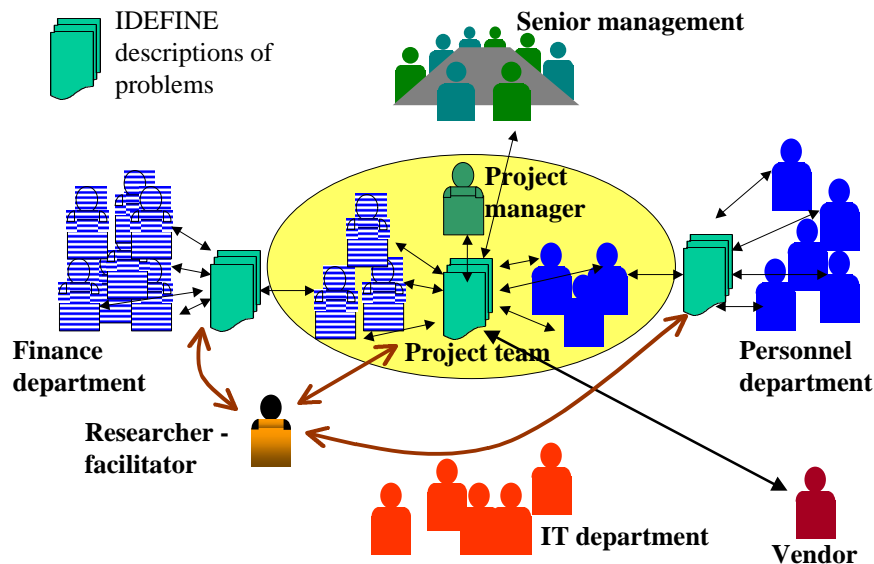 IDEFINE
descriptions of
problems
Senior management
Project
manager
Finance
department
Project team
Personnel
department
Researcher -
facilitator
IT department
Vendor